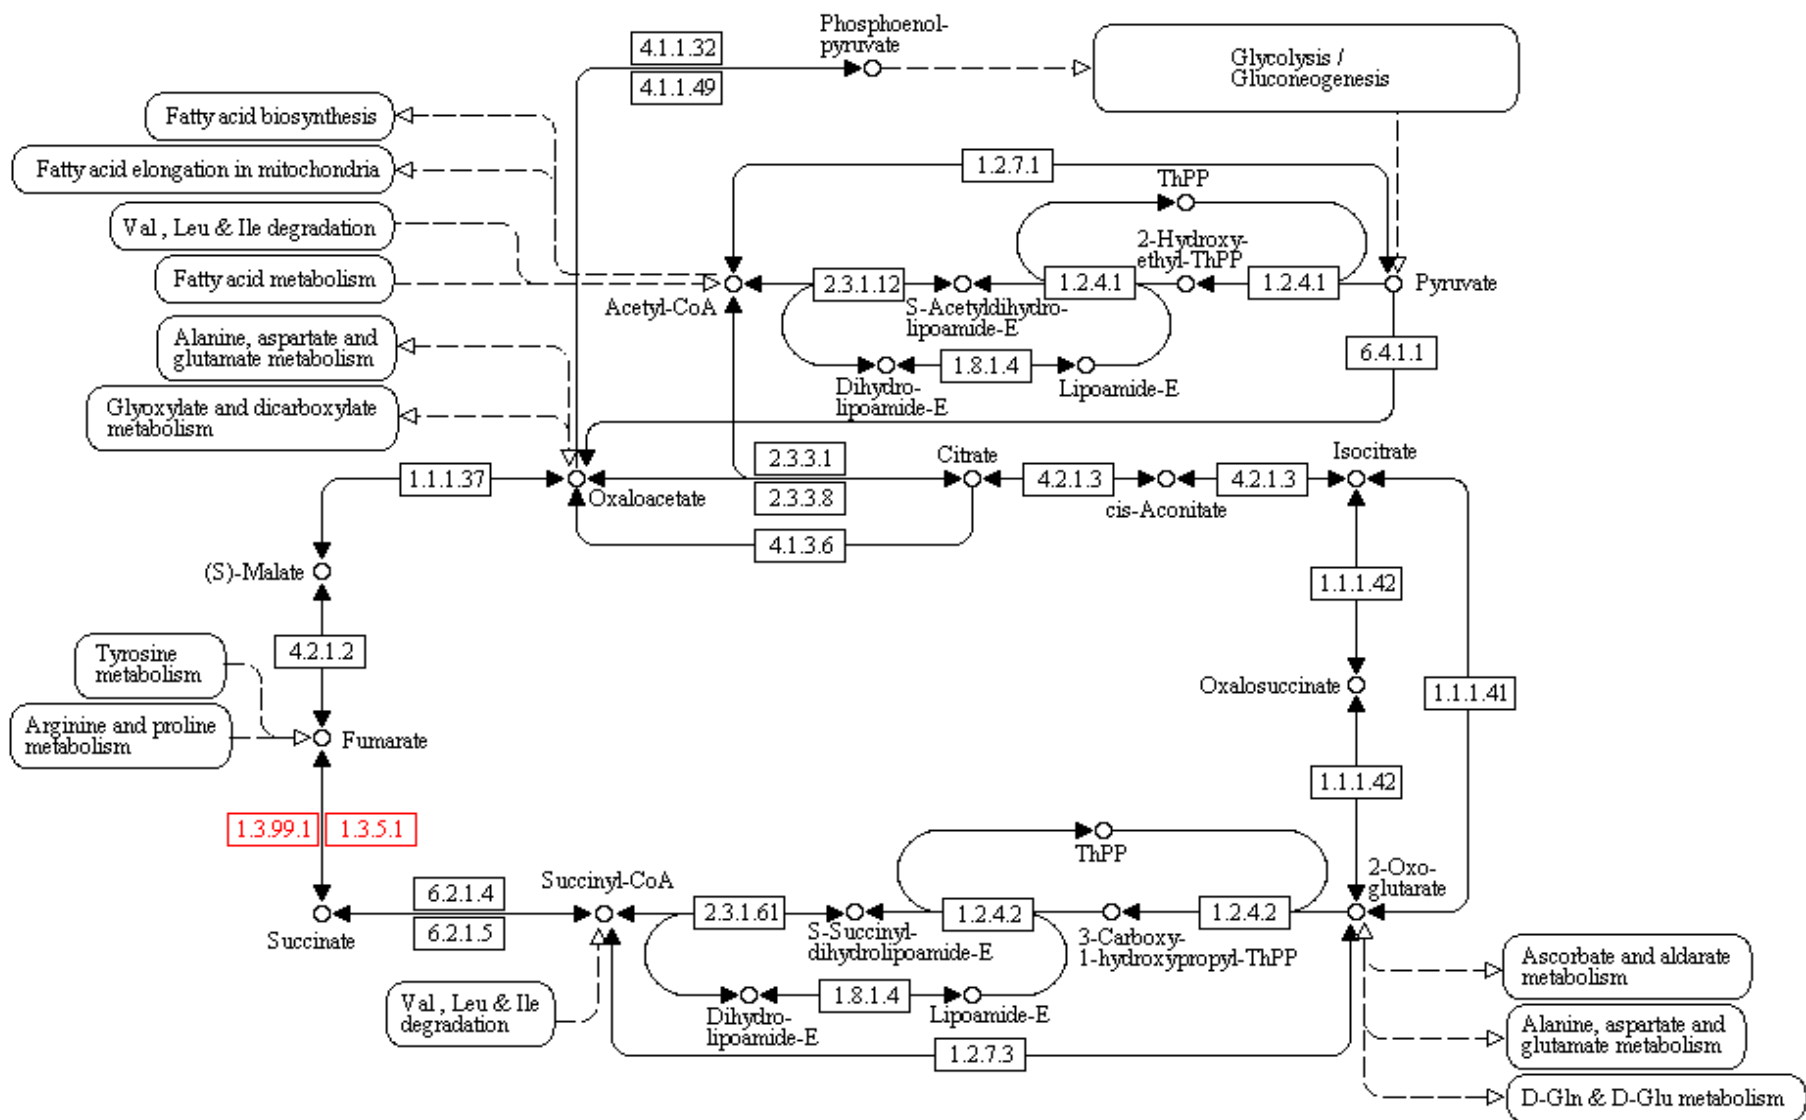 Phosphoenol-
pyruvate
4.1.1.32
4.1.1.49
Glycolysis /
Gluconeogenesis
Fatty acid biosynthesis
Fatty acid elongation in mitochondria
1.2.7.1
ThPP
Val , Leu & Ile degradation
2-Hydroxy-
ethyl-ThPP
Fatty acid metabolism
Acetyl-CoA
2.3.1.12
S-Acetyldihydro-
lipoamide-E
1.2.4.1
1.2.4.1
Pyruvate
Alanine, aspartate and
glutamate metabolism
6.4.1.1
1.8.1.4
Dihydro-
lipoamide-E
Lipoamide-E
Glyoxylate and dicarboxylate
metabolism
1.1.1.37
Oxaloacetate
2.3.3.1
2.3.3.8
Citrate
4.2.1.3
cis-Aconitate
4.2.1.3
Isocitrate
4.1.3.6
(S)-Malate
1.1.1.42
4.2.1.2
Tyrosine
metabolism
Oxalosuccinate
1.1.1.41
Arginine and proline
metabolism
Fumarate
1.1.1.42
1.3.99.1
1.3.5.1
ThPP
Succinyl-CoA
2-Oxo-
glutarate
6.2.1.4
6.2.1.5
Succinate
2.3.1.61
S-Succinyl-
dihydrolipoamide-E
1.2.4.2
3-Carboxy-
1-hydroxypropyl-ThPP
1.2.4.2
Val , Leu & Ile
degradation
1.8.1.4
Dihydro-
lipoamide-E
Lipoamide-E
1.2.7.3
Ascorbate and aldarate
metabolism
Alanine, aspartate and
glutamate metabolism
D-Gln & D-Glu metabolism